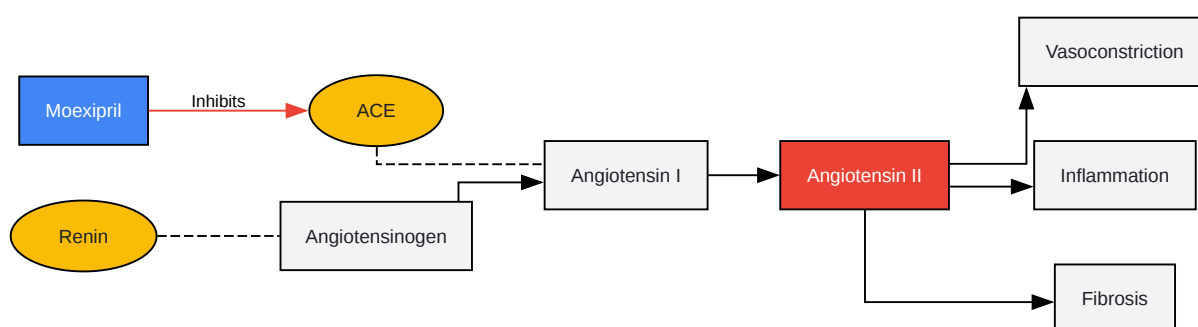 Vasoconstriction
Moexipril
Inhibits
ACE
Angiotensin I
Angiotensin II
Inflammation
Renin
Angiotensinogen
Fibrosis